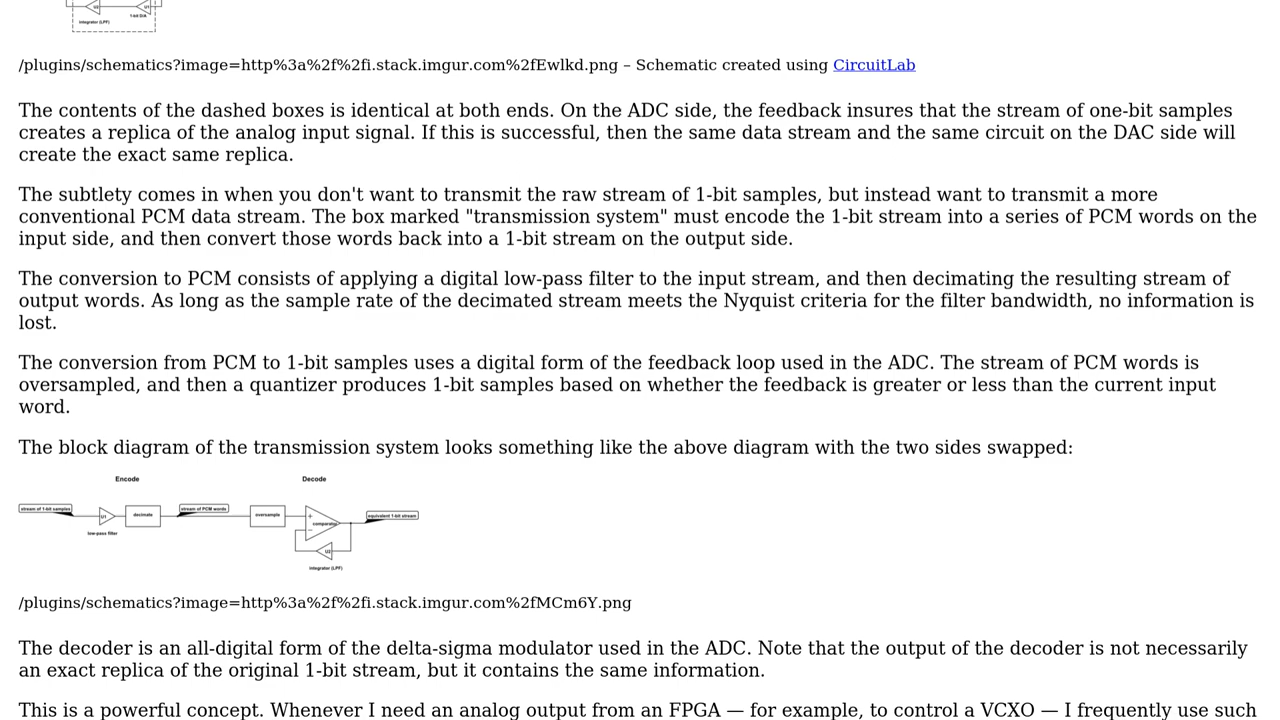 U2
U1
integrator (LPF)
1-bit D/A
/plugins/schematics?image=http%3a%2f%2fi.stack.imgur.com%2fEwlkd.png – Schematic created using CircuitLab
The contents of the dashed boxes is identical at both ends. On the ADC side, the feedback insures that the stream of one-bit samples
creates a replica of the analog input signal. If this is successful, then the same data stream and the same circuit on the DAC side will
create the exact same replica.
The subtlety comes in when you don't want to transmit the raw stream of 1-bit samples, but instead want to transmit a more
conventional PCM data stream. The box marked "transmission system" must encode the 1-bit stream into a series of PCM words on the
input side, and then convert those words back into a 1-bit stream on the output side.
The conversion to PCM consists of applying a digital low-pass filter to the input stream, and then decimating the resulting stream of
output words. As long as the sample rate of the decimated stream meets the Nyquist criteria for the filter bandwidth, no information is
lost.
The conversion from PCM to 1-bit samples uses a digital form of the feedback loop used in the ADC. The stream of PCM words is
oversampled, and then a quantizer produces 1-bit samples based on whether the feedback is greater or less than the current input
word.
The block diagram of the transmission system looks something like the above diagram with the two sides swapped:
Encode
Decode
stream of 1-bit samples
U1
low-pass filter
decimate
stream of PCM words
oversample
+
comparator
−
U2
integrator (LPF)
equivalent 1-bit stream
/plugins/schematics?image=http%3a%2f%2fi.stack.imgur.com%2fMCm6Y.png
The decoder is an all-digital form of the delta-sigma modulator used in the ADC. Note that the output of the decoder is not necessarily
an exact replica of the original 1-bit stream, but it contains the same information.
This is a powerful concept. Whenever I need an analog output from an FPGA — for example, to control a VCXO — I frequently use such